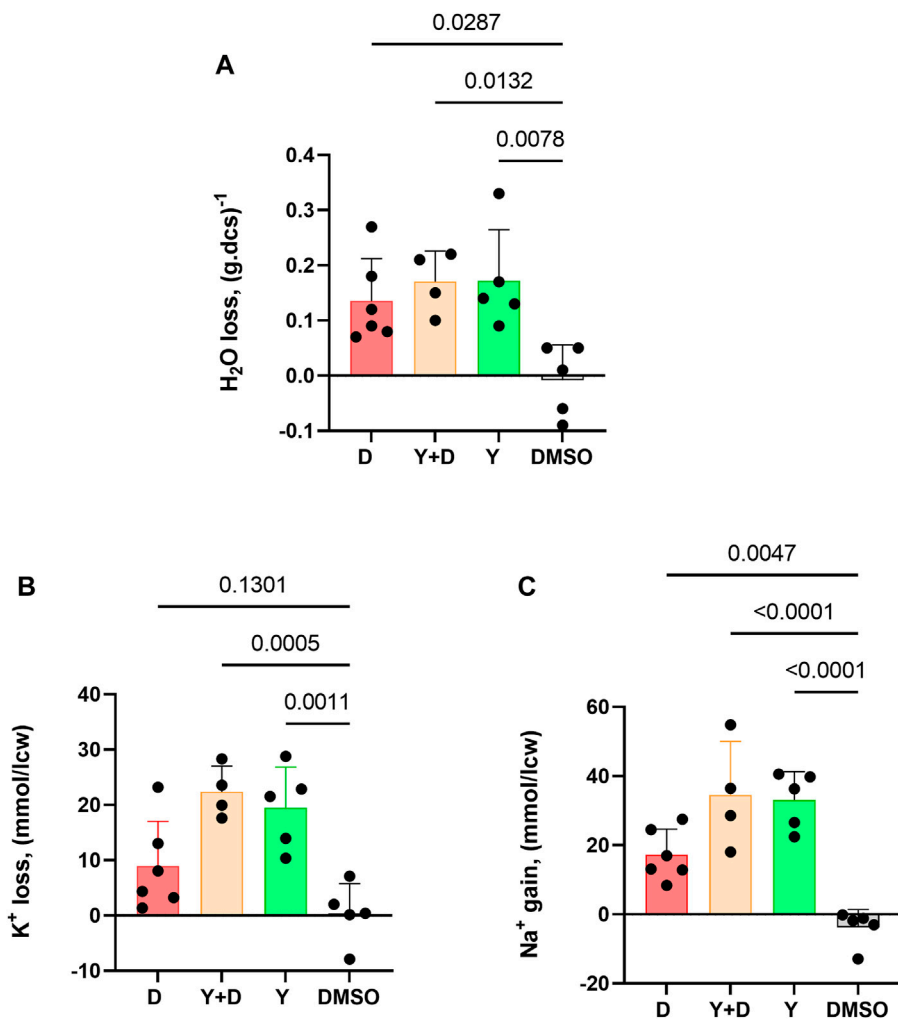 A
0.0287
0.0132
0.0078
H₂O loss, (g.dcs)⁻¹
0.4
0.3
0.2
0.1
0.0
-0.1
D Y+D Y DMSO
B
0.1301
0.0005
0.0011
K⁺ loss, (mmol/lcw)
40
30
20
10
0
-10
D Y+D Y DMSO
C
0.0047
<0.0001
<0.0001
Na⁺ gain, (mmol/lcw)
60
40
20
0
-20
D Y+D Y DMSO